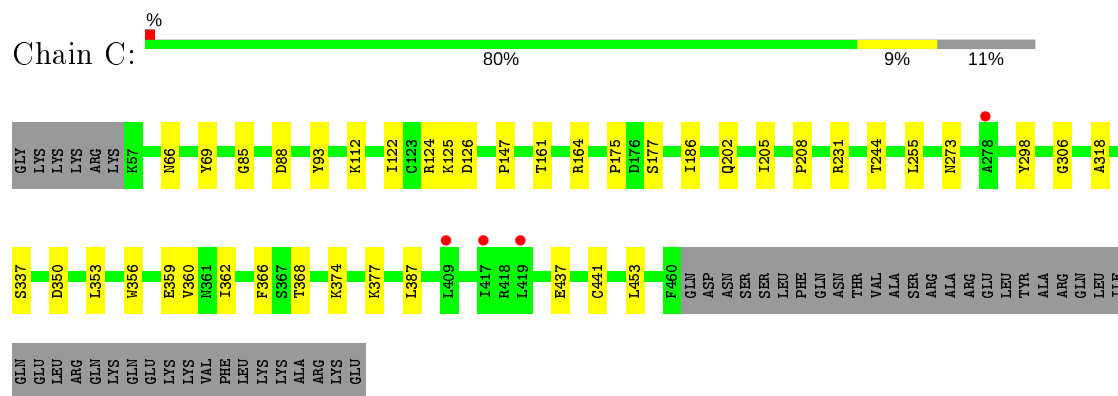 %
Chain C:
80% 9% 11%
GLY LYS LYS LYS ARG LYS K57 N66 Y69 G85 D88 Y93 K112 I122 C123 R124 K125 D126 P147 T161 R164 P175 D176 S177 I186 Q202 I205 P208 R231 T244 L255 N273 A278 Y298 G306 A318
S337 D350 L353 W356 E359 V360 N361 I362 F366 S367 T368 K374 K377 L387 L409 I417 R418 L419 E437 C441 L453 F460 GLN ASP ASN SER SER LEU PHE GLN ASN THR VAL ALA SER ARG ALA ARG GLU LEU TYR ALA ARG GLN LEU ILE
GLN GLU LEU ARG GLN LYS GLN GLU LYS LYS VAL PHE LEU LYS LYS ALA ARG LYS GLU